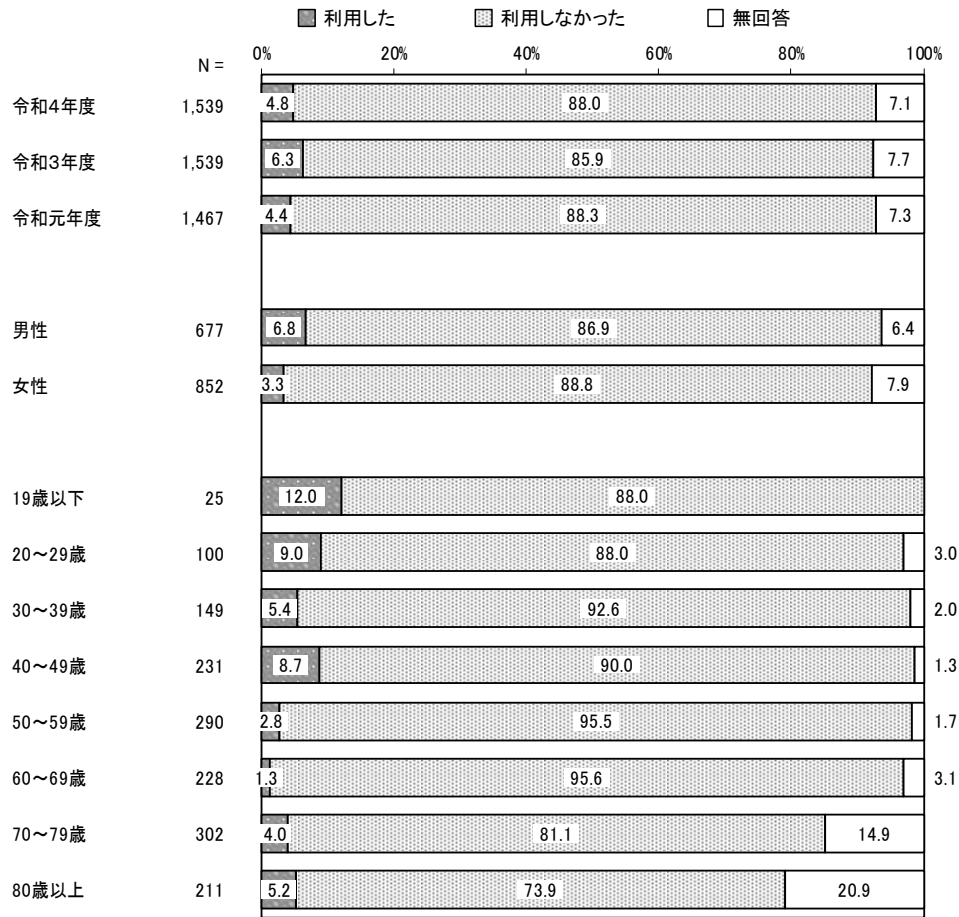 利用した 利用しなかった 無回答
N = 0% 20% 40% 60% 80% 100%
令和4年度 1,539 4.8 88.0 7.1
令和3年度 1,539 6.3 85.9 7.7
令和元年度 1,467 4.4 88.3 7.3
男性 677 6.8 86.9 6.4
女性 852 3.3 88.8 7.9
19歳以下 25 12.0 88.0
20～29歳 100 9.0 88.0 3.0
30～39歳 149 5.4 92.6 2.0
40～49歳 231 8.7 90.0 1.3
50～59歳 290 2.8 95.5 1.7
60～69歳 228 1.3 95.6 3.1
70～79歳 302 4.0 81.1 14.9
80歳以上 211 5.2 73.9 20.9